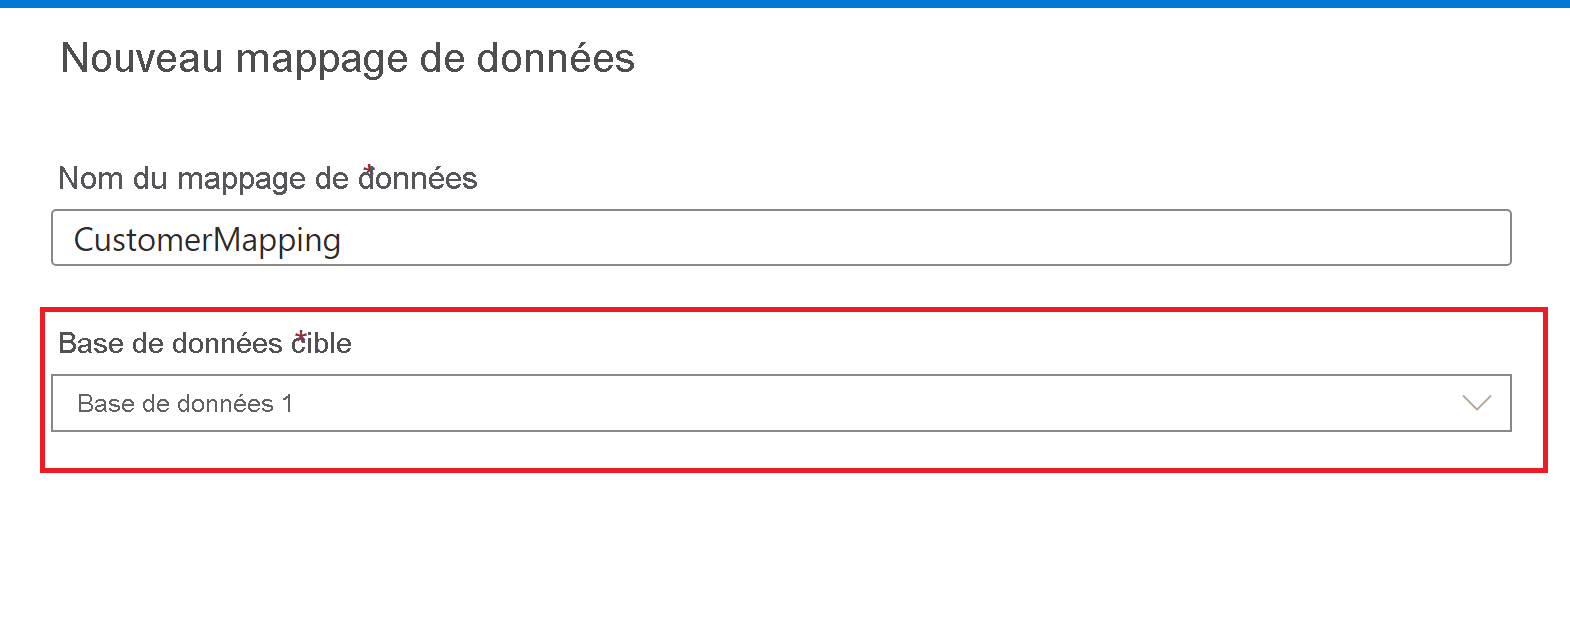 Nouveau mappage de données
Nom du mappage de données *
CustomerMapping
Base de données cible *
Base de données 1